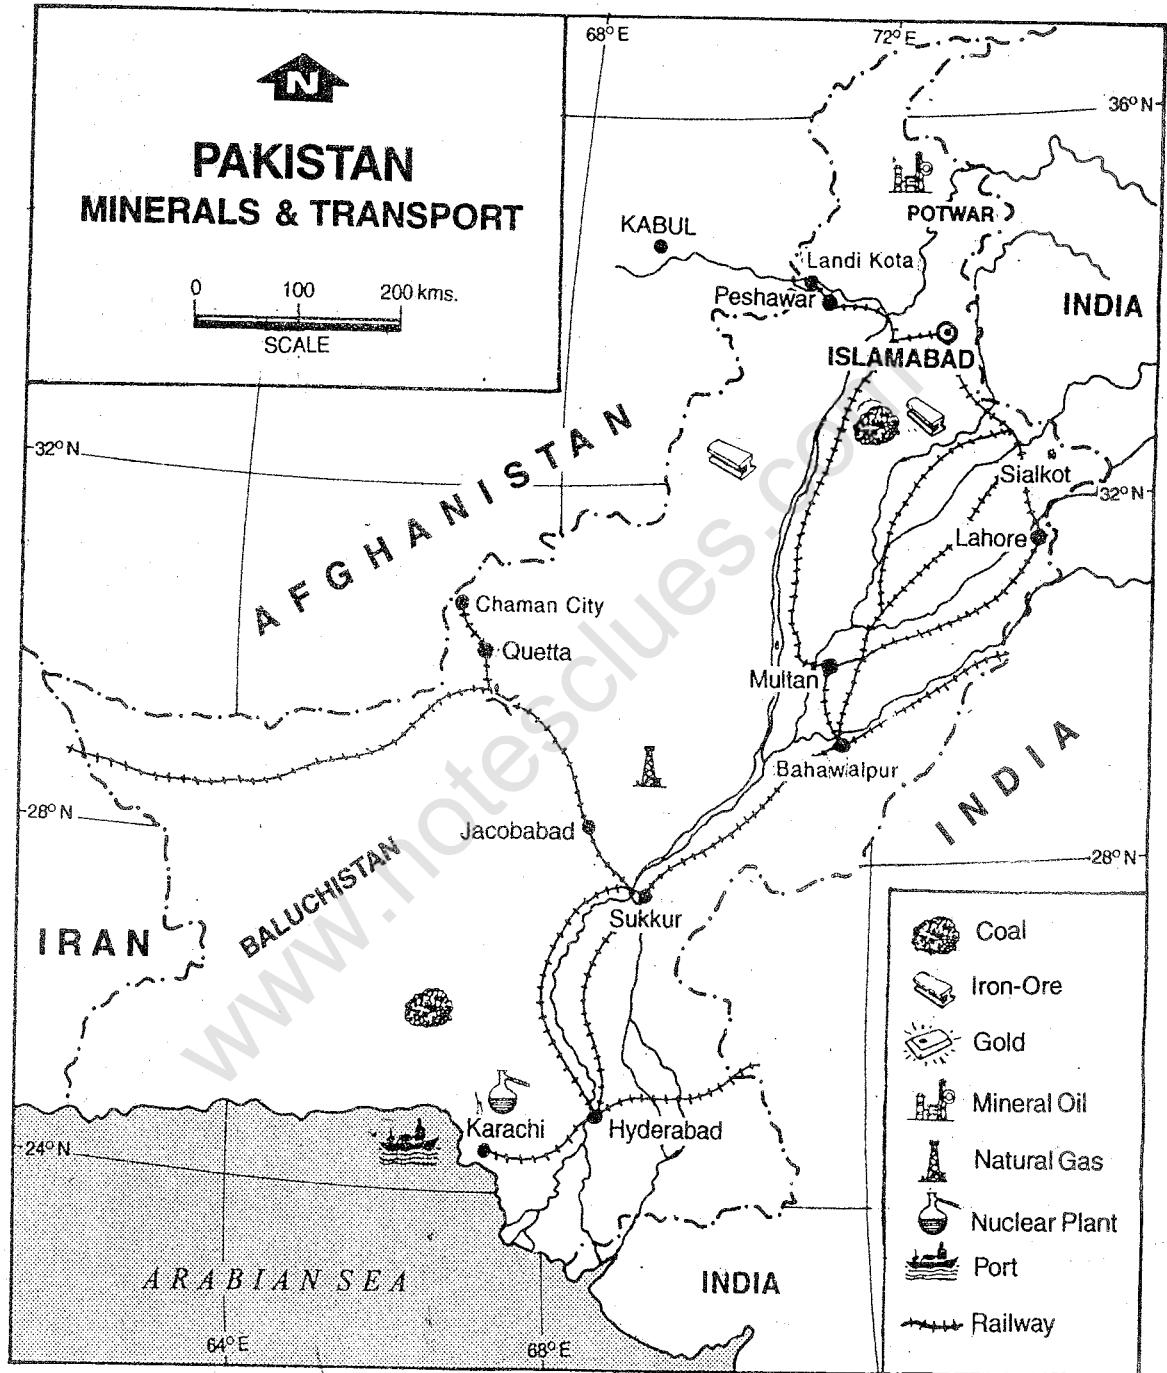 68° E
72° E
36° N
N
PAKISTAN
MINERALS & TRANSPORT
0 100 200 kms.
SCALE
POTWAR
KABUL
Landi Kota
Peshawar
INDIA
ISLAMABAD
32° N
AFGHANISTAN
Sialkot
32° N
Lahore
Chaman City
Quetta
Multan
Bahawalpur
INDIA
28° N
Jacobabad
28° N
BALUCHISTAN
Sukkur
IRAN
Coal
Iron-Ore
Gold
Mineral Oil
Natural Gas
Nuclear Plant
Port
Railway
Karachi
Hyderabad
24° N
ARABIAN SEA
INDIA
64° E
68° E
www.notesclues.com